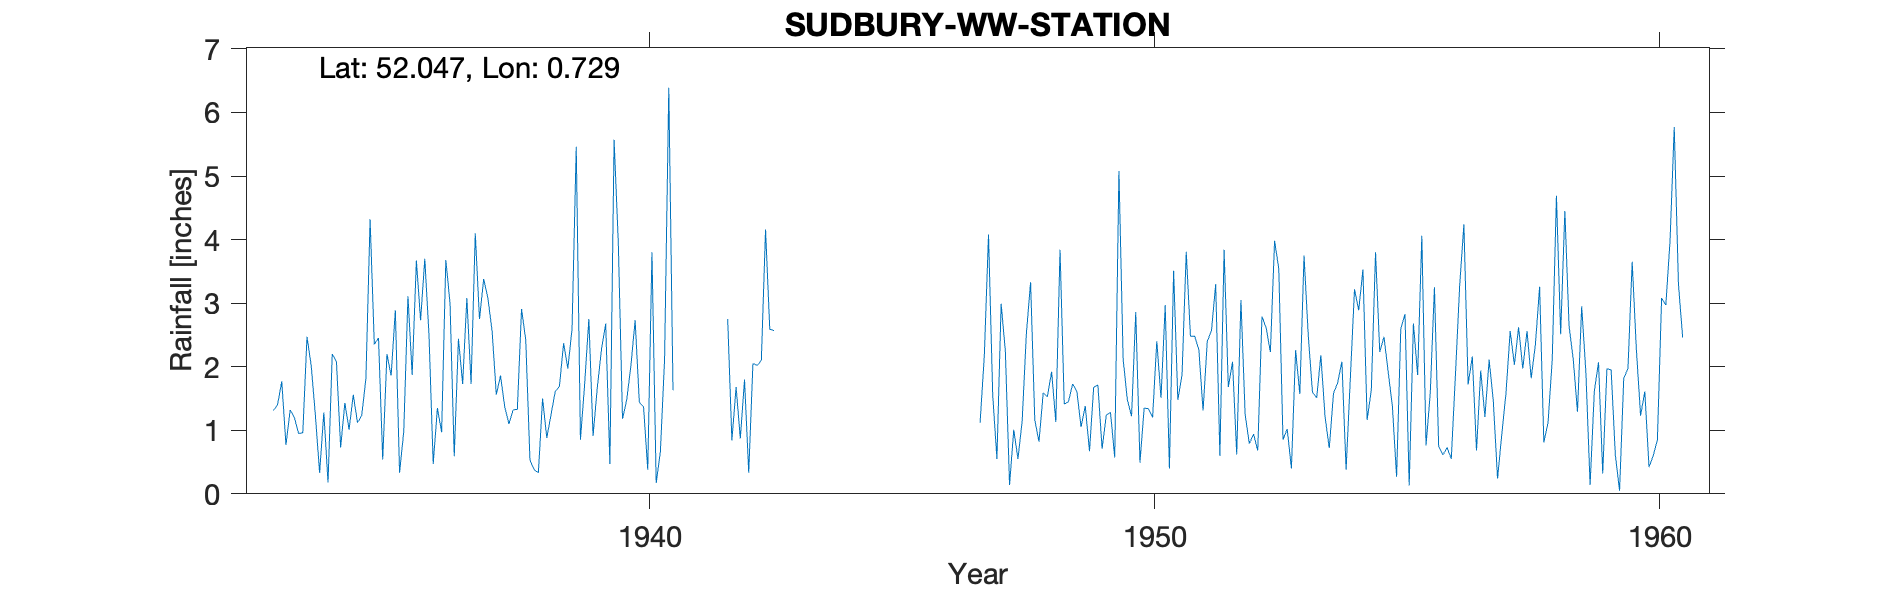 SUDBURY-WW-STATION
Lat: 52.047, Lon: 0.729
Rainfall [inches]
7
6
5
4
3
2
1
0
1940
1950
1960
Year